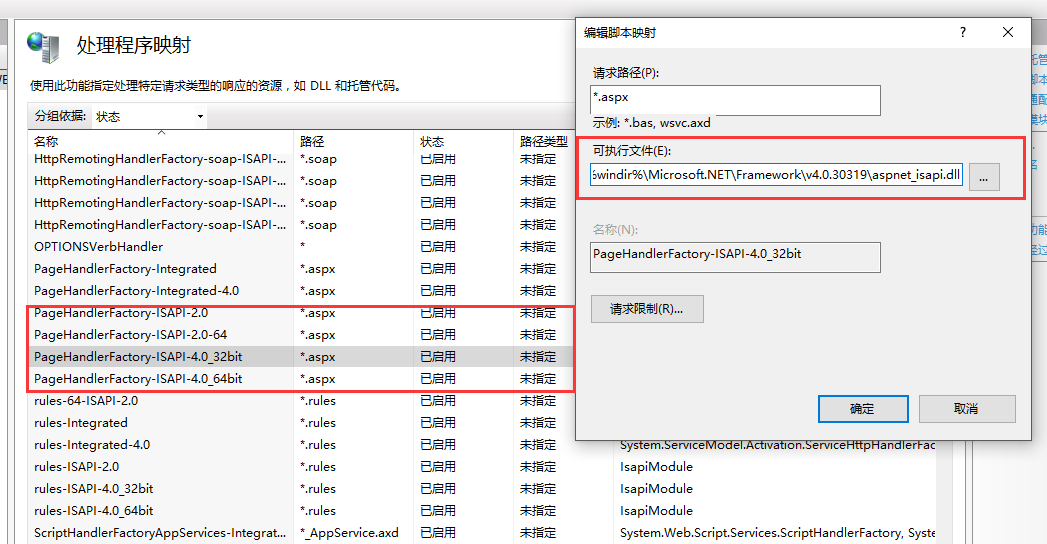 处理程序映射
使用此功能指定处理特定请求类型的响应的资源，如 DLL 和托管代码。
分组依据: 状态
名称 路径 状态 路径类型
HttpRemotingHandlerFactory-soap-ISAPI-... *.soap 已启用 未指定
HttpRemotingHandlerFactory-soap-ISAPI-... *.soap 已启用 未指定
HttpRemotingHandlerFactory-soap-ISAPI-... *.soap 已启用 未指定
HttpRemotingHandlerFactory-soap-ISAPI-... *.soap 已启用 未指定
OPTIONSVerbHandler * 已启用 未指定
PageHandlerFactory-Integrated *.aspx 已启用 未指定
PageHandlerFactory-Integrated-4.0 *.aspx 已启用 未指定
PageHandlerFactory-ISAPI-2.0 *.aspx 已启用 未指定
PageHandlerFactory-ISAPI-2.0-64 *.aspx 已启用 未指定
PageHandlerFactory-ISAPI-4.0_32bit *.aspx 已启用 未指定
PageHandlerFactory-ISAPI-4.0_64bit *.aspx 已启用 未指定
rules-64-ISAPI-2.0 *.rules 已启用 未指定
rules-Integrated *.rules 已启用 未指定
rules-Integrated-4.0 *.rules 已启用 未指定 System.ServiceModel.Activation.ServiceHttpHandlerFac
rules-ISAPI-2.0 *.rules 已启用 未指定 IsapiModule
rules-ISAPI-4.0_32bit *.rules 已启用 未指定 IsapiModule
rules-ISAPI-4.0_64bit *.rules 已启用 未指定 IsapiModule
ScriptHandlerFactoryAppServices-Integrat... *_AppService.axd 已启用 未指定 System.Web.Script.Services.ScriptHandlerFactory, System
编辑脚本映射 ?
请求路径(P):
*.aspx
示例: *.bas, wsvc.axd
可执行文件(E):
%windir%\Microsoft.NET\Framework\v4.0.30319\aspnet_isapi.dll ...
名称(N):
PageHandlerFactory-ISAPI-4.0_32bit
请求限制(R)...
确定 取消